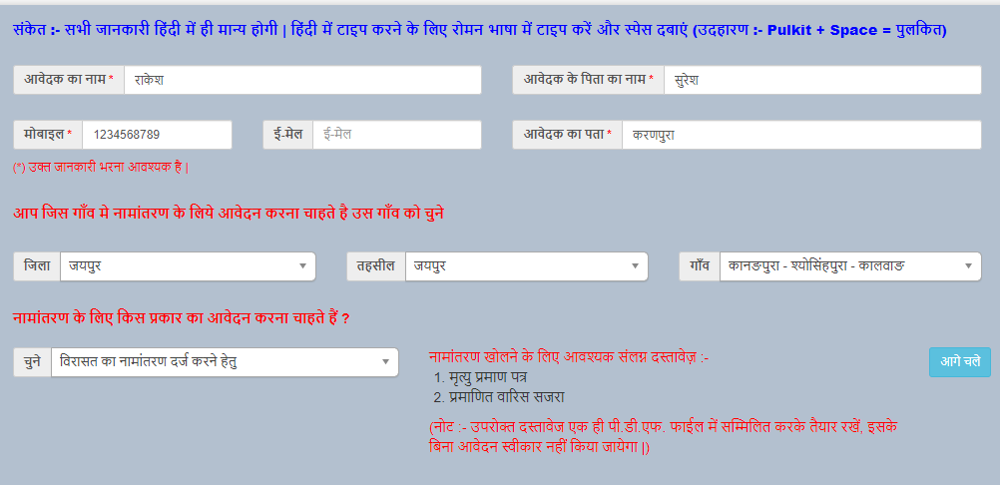 संकेत :- सभी जानकारी हिंदी में ही मान्य होगी | हिंदी में टाइप करने के लिए रोमन भाषा में टाइप करें और स्पेस दबाएं (उदहारण :- Pulkit + Space = पुलकित)
आवेदक का नाम * राकेश आवेदक के पिता का नाम * सुरेश
मोबाइल * 1234568789 ई-मेल ई-मेल आवेदक का पता * करणपुरा
(*) उक्त जानकारी भरना आवश्यक है |
आप जिस गाँव मे नामांतरण के लिये आवेदन करना चाहते है उस गाँव को चुने
जिला जयपुर तहसील जयपुर गाँव कानङपुरा - श्योसिंहपुरा - कालवाङ
नामांतरण के लिए किस प्रकार का आवेदन करना चाहते हैं ?
चुने विरासत का नामांतरण दर्ज करने हेतु
नामांतरण खोलने के लिए आवश्यक संलग्न दस्तावेज़ :-
1. मृत्यु प्रमाण पत्र
2. प्रमाणित वारिस सजरा
(नोट :- उपरोक्त दस्तावेज एक ही पी.डी.एफ. फाईल में सम्मिलित करके तैयार रखें, इसके
बिना आवेदन स्वीकार नहीं किया जायेगा |)
आगे चले